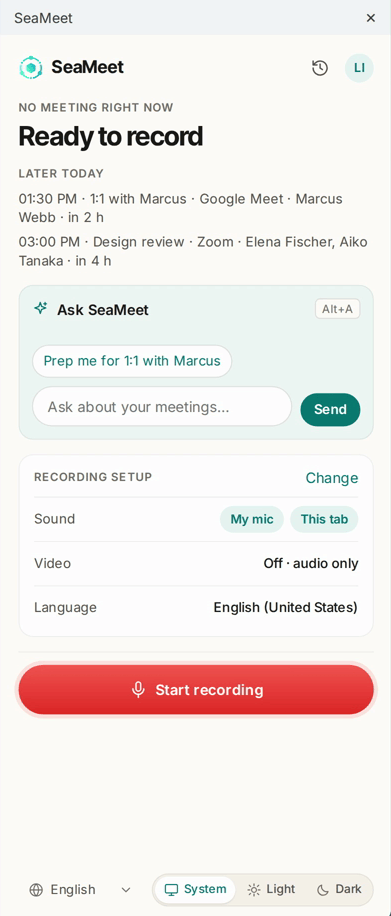 SeaMeet
SeaMeet
LI
NO MEETING RIGHT NOW
Ready to record
LATER TODAY
01:30 PM · 1:1 with Marcus · Google Meet · Marcus
Webb · in 2 h
03:00 PM · Design review · Zoom · Elena Fischer, Aiko
Tanaka · in 4 h
Ask SeaMeet
Alt+A
Prep me for 1:1 with Marcus
Ask about your meetings...
Send
RECORDING SETUP
Change
Sound
My mic
This tab
Video
Off · audio only
Language
English (United States)
Start recording
English
System
Light
Dark